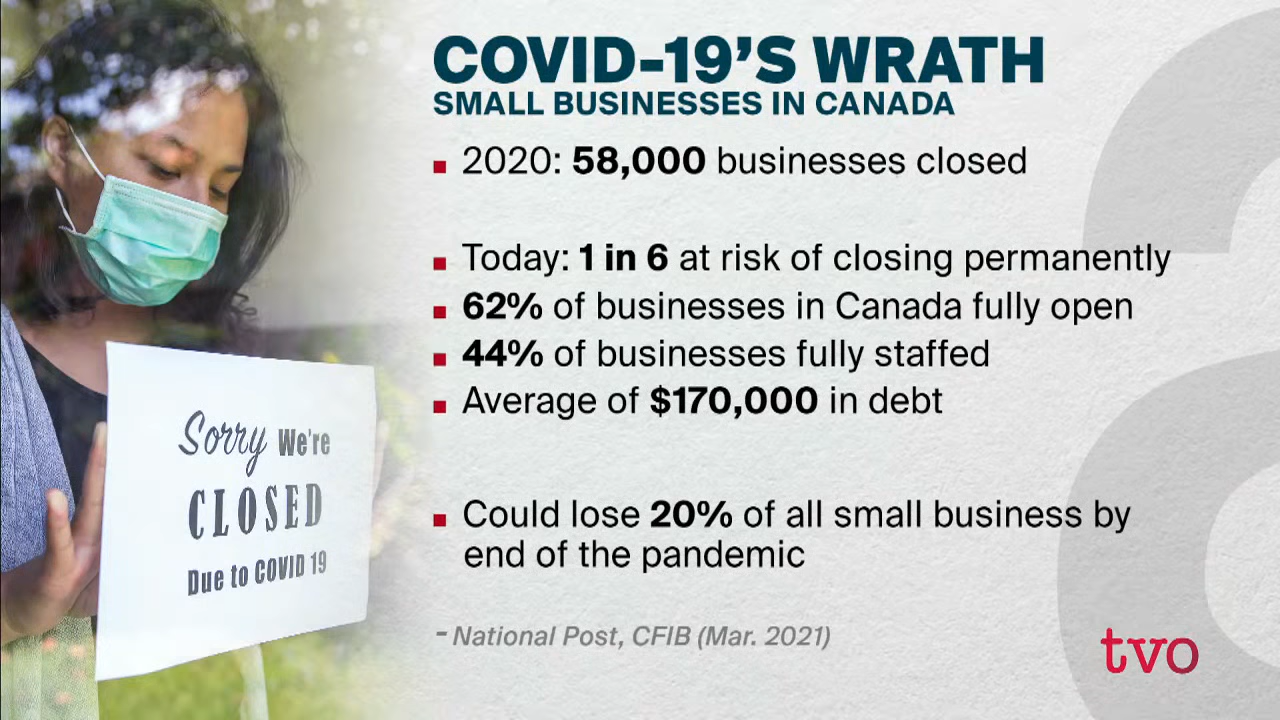 COVID-19'S WRATH
SMALL BUSINESSES IN CANADA
▪ 2020: 58,000 businesses closed
▪ Today: 1 in 6 at risk of closing permanently
▪ 62% of businesses in Canada fully open
▪ 44% of businesses fully staffed
▪ Average of $170,000 in debt
▪ Could lose 20% of all small business by
end of the pandemic
- National Post, CFIB (Mar. 2021)
tvo
Sorry We're
CLOSED
Due to COVID 19